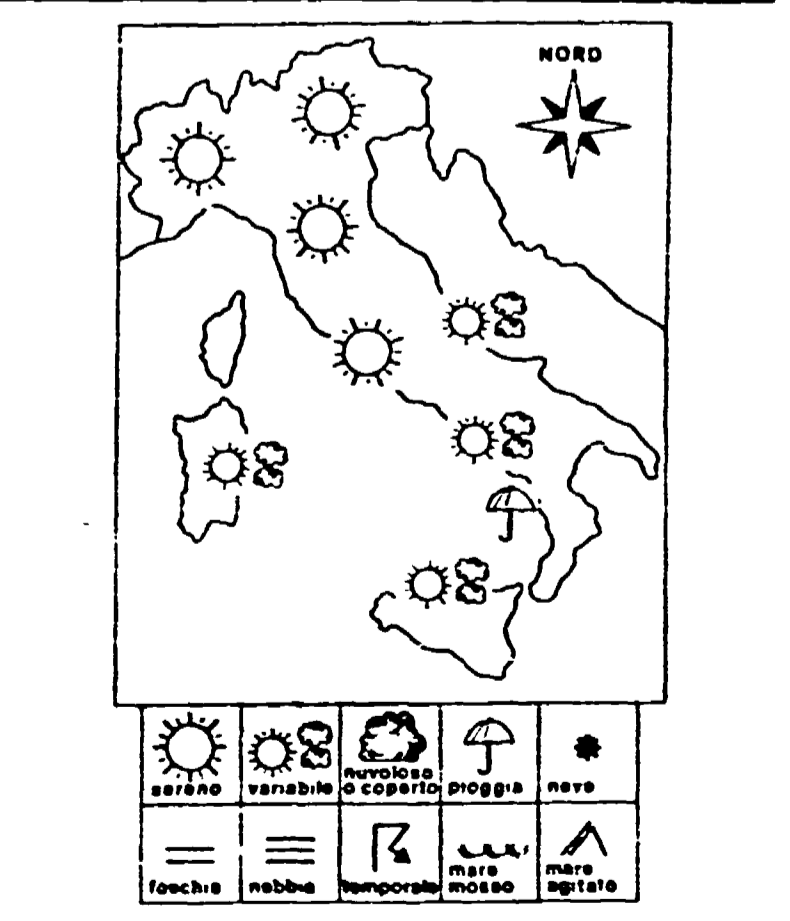 NORD
sereno
variabile
nuvoloso
o coperto
pioggia
neve
foschia
nebbia
temporale
mare
mosso
mare
agitato